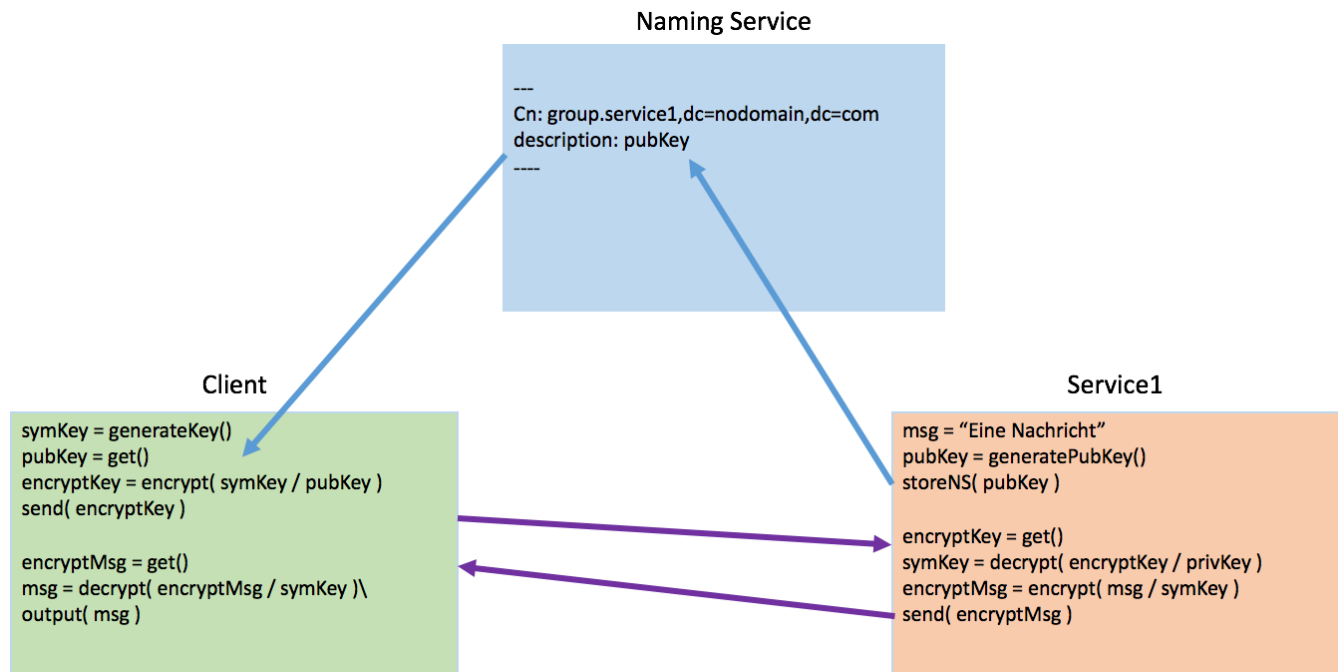 Naming Service
---
Cn: group.service1,dc=nodomain,dc=com
description: pubKey
----
Client
symKey = generateKey()
pubKey = get()
encryptKey = encrypt( symKey / pubKey )
send( encryptKey )
encryptMsg = get()
msg = decrypt( encryptMsg / symKey )\
output( msg )
Service1
msg = “Eine Nachricht”
pubKey = generatePubKey()
storeNS( pubKey )
encryptKey = get()
symKey = decrypt( encryptKey / privKey )
encryptMsg = encrypt( msg / symKey )
send( encryptMsg )